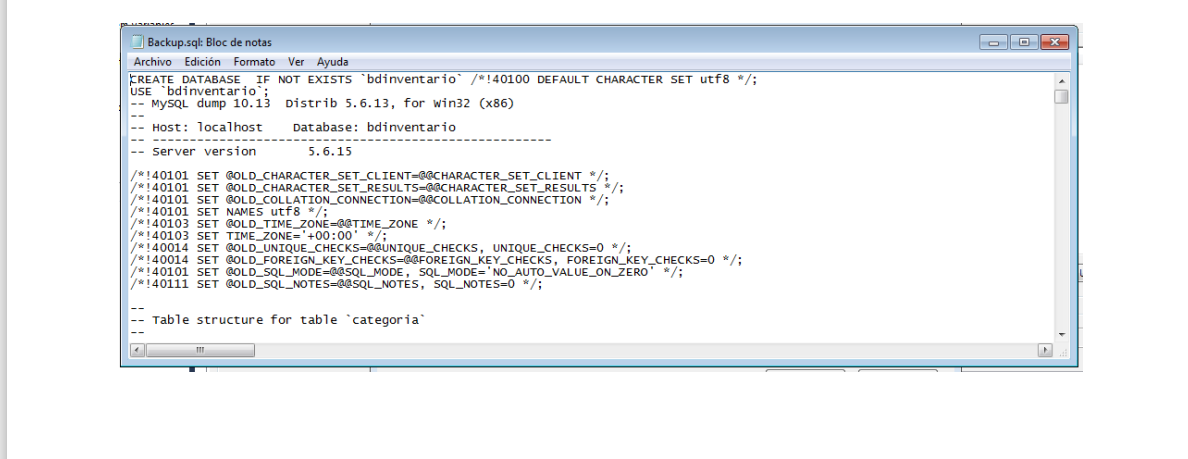 Backup.sql: Bloc de notas
Archivo Edición Formato Ver Ayuda
CREATE DATABASE  IF NOT EXISTS `bdinventario` /*!40100 DEFAULT CHARACTER SET utf8 */;
USE `bdinventario`;
-- MySQL dump 10.13  Distrib 5.6.13, for Win32 (x86)
--
-- Host: localhost    Database: bdinventario
-- ------------------------------------------------------
-- Server version       5.6.15

/*!40101 SET @OLD_CHARACTER_SET_CLIENT=@@CHARACTER_SET_CLIENT */;
/*!40101 SET @OLD_CHARACTER_SET_RESULTS=@@CHARACTER_SET_RESULTS */;
/*!40101 SET @OLD_COLLATION_CONNECTION=@@COLLATION_CONNECTION */;
/*!40101 SET NAMES utf8 */;
/*!40103 SET @OLD_TIME_ZONE=@@TIME_ZONE */;
/*!40103 SET TIME_ZONE='+00:00' */;
/*!40014 SET @OLD_UNIQUE_CHECKS=@@UNIQUE_CHECKS, UNIQUE_CHECKS=0 */;
/*!40014 SET @OLD_FOREIGN_KEY_CHECKS=@@FOREIGN_KEY_CHECKS, FOREIGN_KEY_CHECKS=0 */;
/*!40101 SET @OLD_SQL_MODE=@@SQL_MODE, SQL_MODE='NO_AUTO_VALUE_ON_ZERO' */;
/*!40111 SET @OLD_SQL_NOTES=@@SQL_NOTES, SQL_NOTES=0 */;

--
-- Table structure for table `categoria`
--